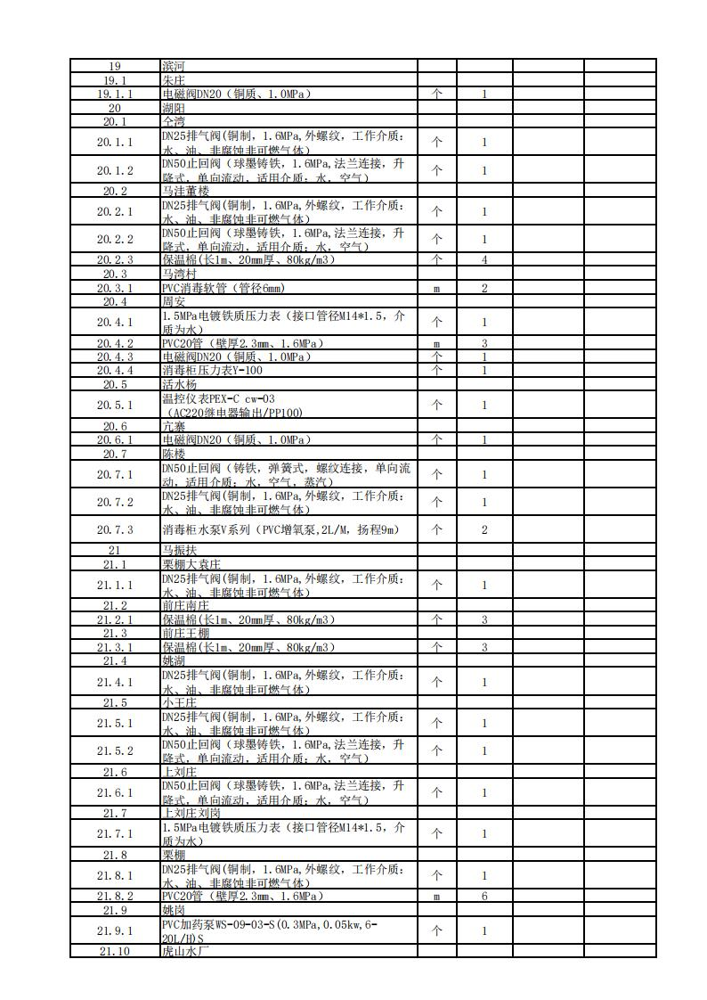 19 滨河
19.1 朱庄
19.1.1 电磁阀DN20（铜质、1.0MPa） 个 1
20 湖阳
20.1 仝湾
20.1.1 DN25排气阀(铜制，1.6MPa,外螺纹，工作介质： 个 1
水、油、非腐蚀非可燃气体）
20.1.2 DN50止回阀（球墨铸铁，1.6MPa,法兰连接，升 个 1
降式，单向流动，适用介质：水，空气）
20.2 马洼董楼
20.2.1 DN25排气阀(铜制，1.6MPa,外螺纹，工作介质： 个 1
水、油、非腐蚀非可燃气体）
20.2.2 DN50止回阀（球墨铸铁，1.6MPa,法兰连接，升 个 1
降式，单向流动，适用介质：水，空气）
20.2.3 保温棉(长1m、20mm厚、80kg/m3） 个 4
20.3 马湾村
20.3.1 PVC消毒软管（管径6mm) m 2
20.4 周安
20.4.1 1.5MPa电镀铁质压力表（接口管径M14*1.5，介 个 1
质为水）
20.4.2 PVC20管（壁厚2.3mm、1.6MPa） m 3
20.4.3 电磁阀DN20（铜质、1.0MPa） 个 1
20.4.4 消毒柜压力表Y-100 个 1
20.5 活水杨
20.5.1 温控仪表PEX-C cw-03 个 1
（AC220继电器输出/PP100)
20.6 亢寨
20.6.1 电磁阀DN20（铜质、1.0MPa） 个 1
20.7 陈楼
20.7.1 DN50止回阀（铸铁，弹簧式，螺纹连接，单向流 个 1
动，适用介质：水，空气，蒸汽）
20.7.2 DN25排气阀(铜制，1.6MPa,外螺纹，工作介质： 个 1
水、油、非腐蚀非可燃气体）
20.7.3 消毒柜水泵V系列（PVC增氧泵,2L/M，扬程9m） 个 2
21 马振扶
21.1 栗棚大袁庄
21.1.1 DN25排气阀(铜制，1.6MPa,外螺纹，工作介质： 个 1
水、油、非腐蚀非可燃气体）
21.2 前庄南庄
21.2.1 保温棉(长1m、20mm厚、80kg/m3） 个 3
21.3 前庄王棚
21.3.1 保温棉(长1m、20mm厚、80kg/m3） 个 3
21.4 姚湖
21.4.1 DN25排气阀(铜制，1.6MPa,外螺纹，工作介质： 个 1
水、油、非腐蚀非可燃气体）
21.5 小王庄
21.5.1 DN25排气阀(铜制，1.6MPa,外螺纹，工作介质： 个 1
水、油、非腐蚀非可燃气体）
21.5.2 DN50止回阀（球墨铸铁，1.6MPa,法兰连接，升 个 1
降式，单向流动，适用介质：水，空气）
21.6 上刘庄
21.6.1 DN50止回阀（球墨铸铁，1.6MPa,法兰连接，升 个 1
降式，单向流动，适用介质：水，空气）
21.7 上刘庄刘岗
21.7.1 1.5MPa电镀铁质压力表（接口管径M14*1.5，介 个 1
质为水）
21.8 栗棚
21.8.1 DN25排气阀(铜制，1.6MPa,外螺纹，工作介质： 个 1
水、油、非腐蚀非可燃气体）
21.8.2 PVC20管（壁厚2.3mm、1.6MPa） m 6
21.9 姚岗
21.9.1 PVC加药泵WS-09-03-S(0.3MPa,0.05kw,6- 个 1
20L/H)S
21.10 虎山水厂